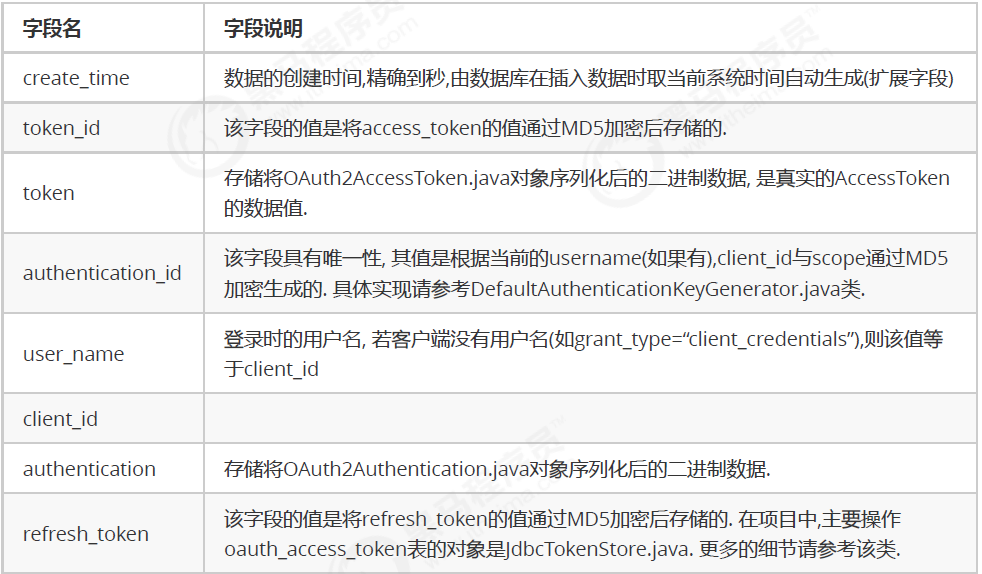 字段名 字段说明
create_time 数据的创建时间,精确到秒,由数据库在插入数据时取当前系统时间自动生成(扩展字段)
token_id 该字段的值是将access_token的值通过MD5加密后存储的.
token 存储将OAuth2AccessToken.java对象序列化后的二进制数据, 是真实的AccessToken
的数据值.
authentication_id 该字段具有唯一性, 其值是根据当前的username(如果有),client_id与scope通过MD5
加密生成的. 具体实现请参考DefaultAuthenticationKeyGenerator.java类.
user_name 登录时的用户名, 若客户端没有用户名(如grant_type=“client_credentials”),则该值等
于client_id
client_id
authentication 存储将OAuth2Authentication.java对象序列化后的二进制数据.
refresh_token 该字段的值是将refresh_token的值通过MD5加密后存储的. 在项目中,主要操作
oauth_access_token表的对象是JdbcTokenStore.java. 更多的细节请参考该类.